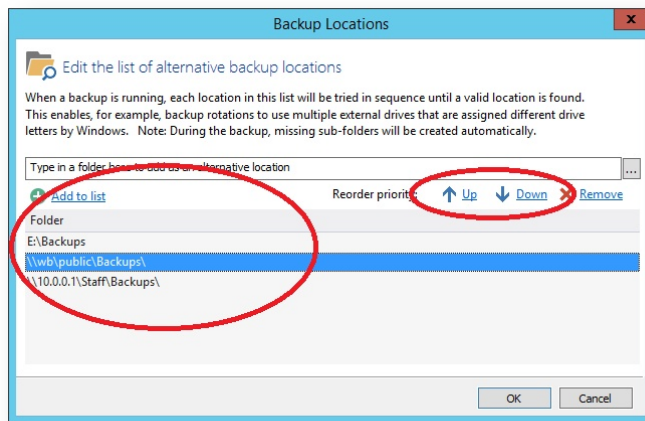 Backup Locations
x
Edit the list of alternative backup locations
When a backup is running, each location in this list will be tried in sequence until a valid location is found.
This enables, for example, backup rotations to use multiple external drives that are assigned different drive
letters by Windows. Note: During the backup, missing sub-folders will be created automatically.
Type in a folder here to add as an alternative location
...
Add to list Reorder priority: Up Down Remove
Folder
E:\Backups
\\wb\public\Backups\
\\10.0.0.1\Staff\Backups\
OK Cancel